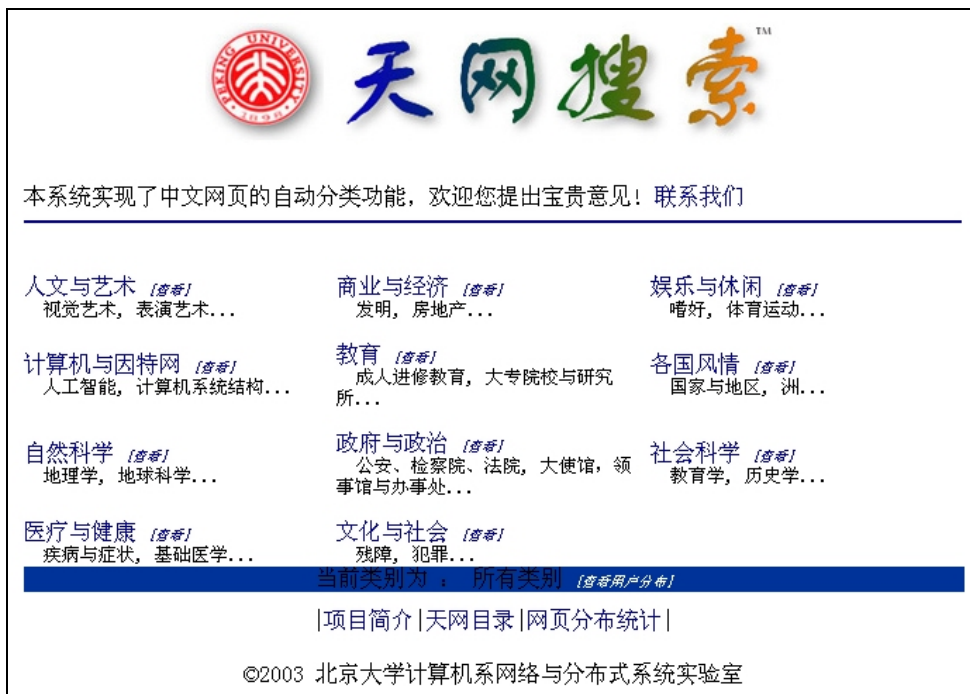 PEKING UNIVERSITY
1898
天网搜索™
本系统实现了中文网页的自动分类功能，欢迎您提出宝贵意见！联系我们
人文与艺术 [查看]
视觉艺术, 表演艺术...
商业与经济 [查看]
发明, 房地产...
娱乐与休闲 [查看]
嗜好, 体育运动...
计算机与因特网 [查看]
人工智能, 计算机系统结构...
教育 [查看]
成人进修教育, 大专院校与研究
所...
各国风情 [查看]
国家与地区, 洲...
自然科学 [查看]
地理学, 地球科学...
政府与政治 [查看]
公安、检察院、法院, 大使馆，领
事馆与办事处...
社会科学 [查看]
教育学, 历史学...
医疗与健康 [查看]
疾病与症状, 基础医学...
文化与社会 [查看]
残障, 犯罪...
当前类别为 ： 所有类别 [查看用户分布]
|项目简介|天网目录|网页分布统计|
©2003 北京大学计算机系网络与分布式系统实验室